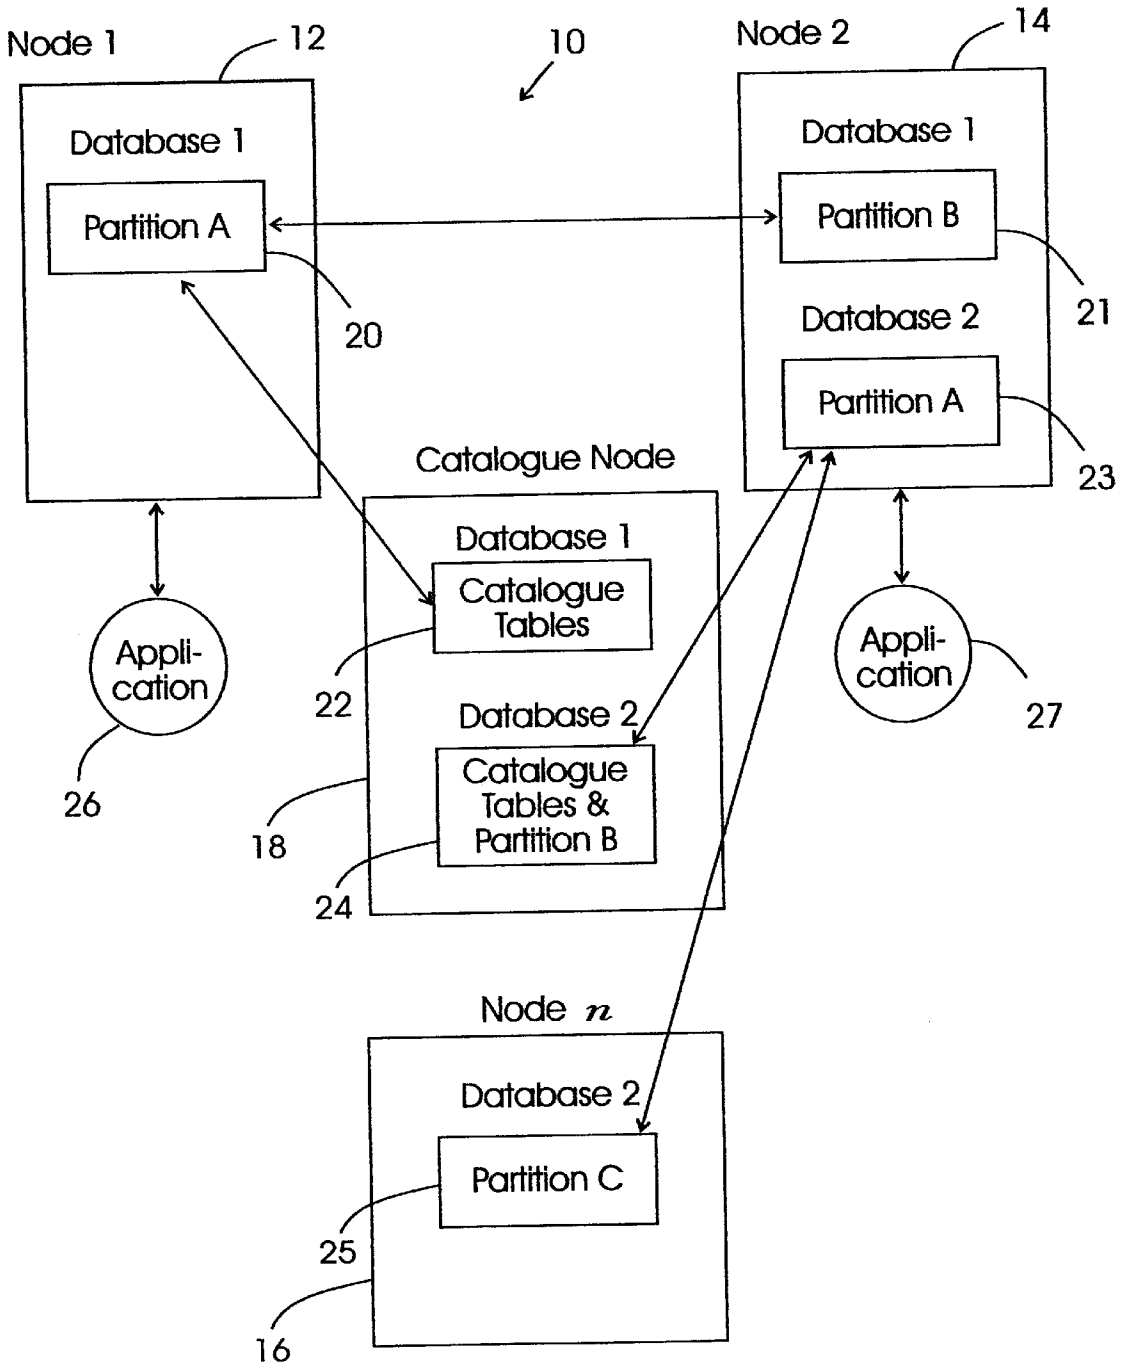 Node 1
12
10
Node 2
14
Database 1
Partition A
20
Database 1
Partition B
21
Database 2
Partition A
23
Catalogue Node
Database 1
Catalogue
Tables
22
Database 2
Catalogue
Tables &
Partition B
18
24
Appli-
cation
26
Appli-
cation
27
Node n
Database 2
Partition C
25
16